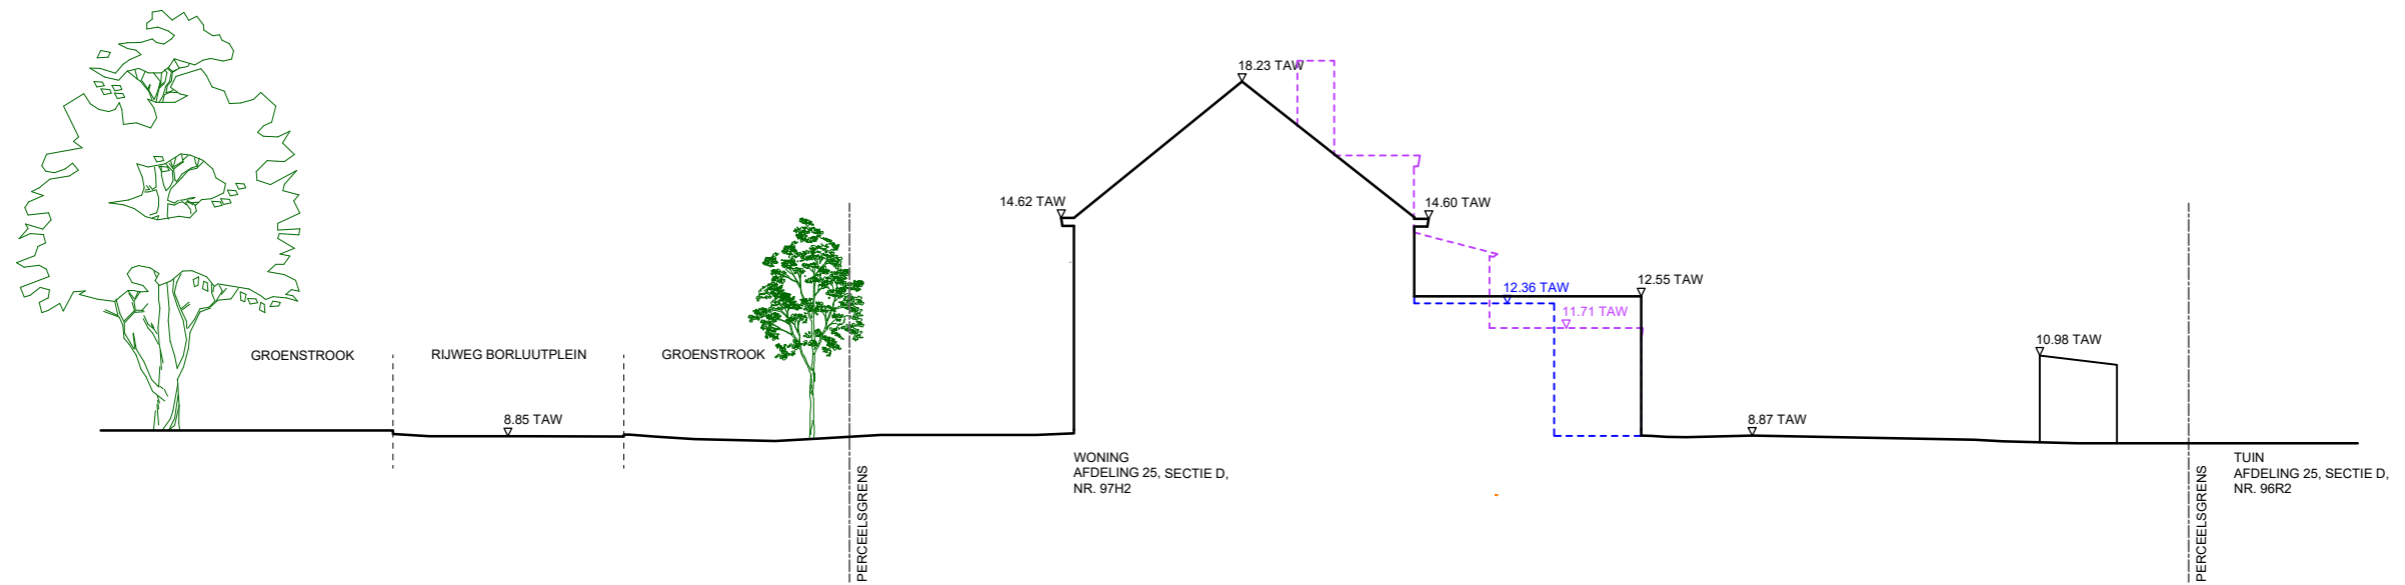 18.23 TAW
14.62 TAW
14.60 TAW
12.36 TAW
12.55 TAW
11.71 TAW
10.98 TAW
GROENSTROOK
RIJWEG BORLUUTPLEIN
GROENSTROOK
8.85 TAW
8.87 TAW
WONING
AFDELING 25, SECTIE D,
NR. 97H2
PERCEELSGRENS
PERCEELSGRENS
TUIN
AFDELING 25, SECTIE D,
NR. 96R2